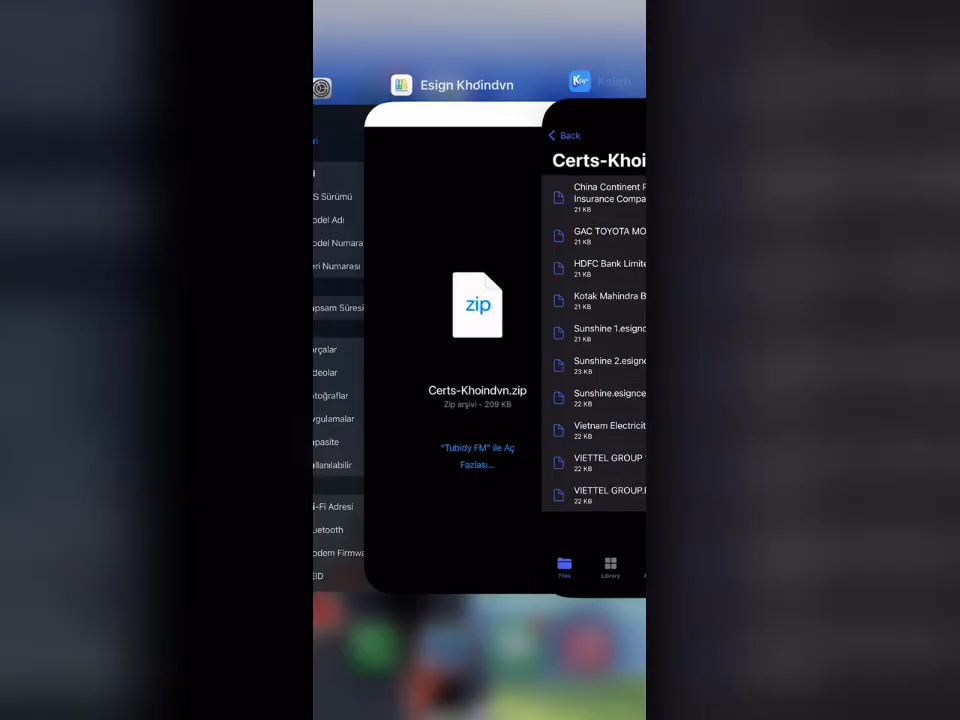 Esign Khoindvn
Ksign
S Sürümü
odel Adı
odel Numara
eri Numarası
apsam Süresi
arçalar
deolar
toğraflar
ygulamalar
apasite
llanılabilir
i-Fi Adresi
uetooth
odem Firmwa
EID
zip
Certs-Khoindvn.zip
Zip arşivi - 209 KB
“Tubidy FM” ile Aç
Fazlası...
Back
Certs-Khoi
China Continent P
Insurance Compa
21 KB
GAC TOYOTA MO
21 KB
HDFC Bank Limite
21 KB
Kotak Mahindra B
21 KB
Sunshine 1.esignc
21 KB
Sunshine 2.esignc
23 KB
Sunshine.esignce
22 KB
Vietnam Electricit
22 KB
VIETTEL GROUP
22 KB
VIETTEL GROUP.
22 KB
Files
Library